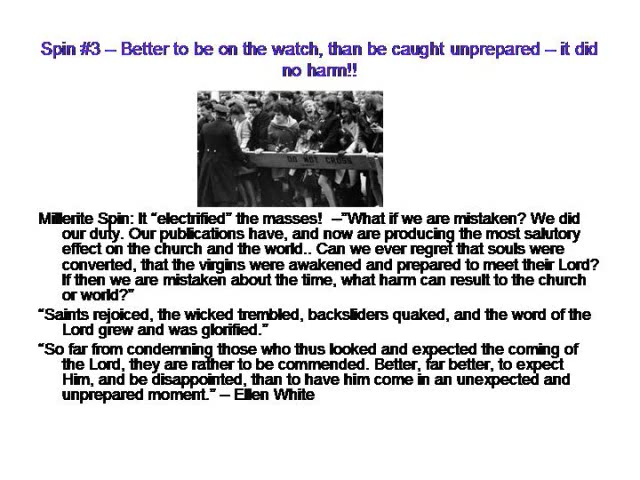 Spin #3 – Better to be on the watch, than be caught unprepared – it did
no harm!!
DO NOT CROSS
Millerite Spin: It "electrified" the masses!  –"What if we are mistaken? We did
our duty. Our publications have, and now are producing the most salutory
effect on the church and the world.. Can we ever regret that souls were
converted, that the virgins were awakened and prepared to meet their Lord?
If then we are mistaken about the time, what harm can result to the church
or world?"
"Saints rejoiced, the wicked trembled, backsliders quaked, and the word of the
Lord grew and was glorified."
"So far from condemning those who thus looked and expected the coming of
the Lord, they are rather to be commended. Better, far better, to expect
Him, and be disappointed, than to have him come in an unexpected and
unprepared moment." – Ellen White